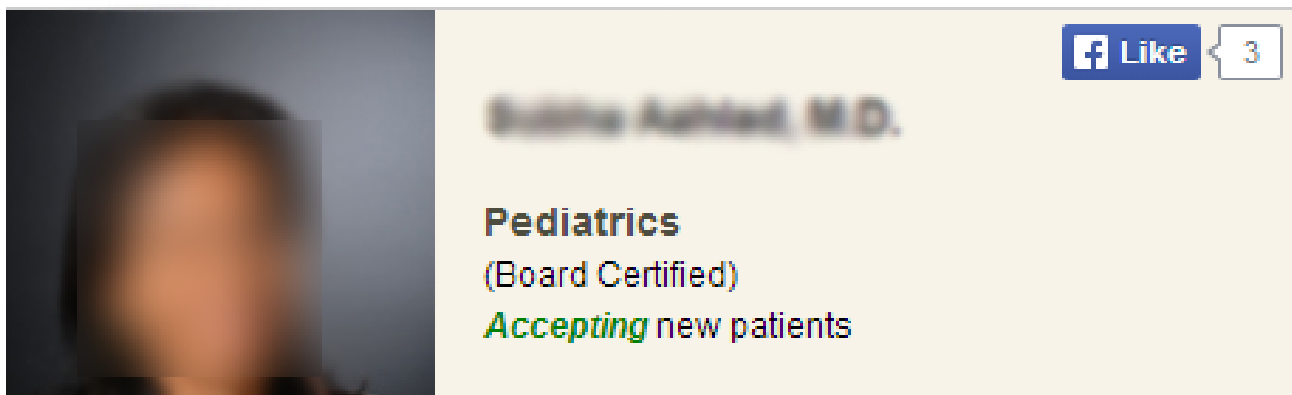 Like 3
M.D.
Pediatrics
(Board Certified)
Accepting new patients